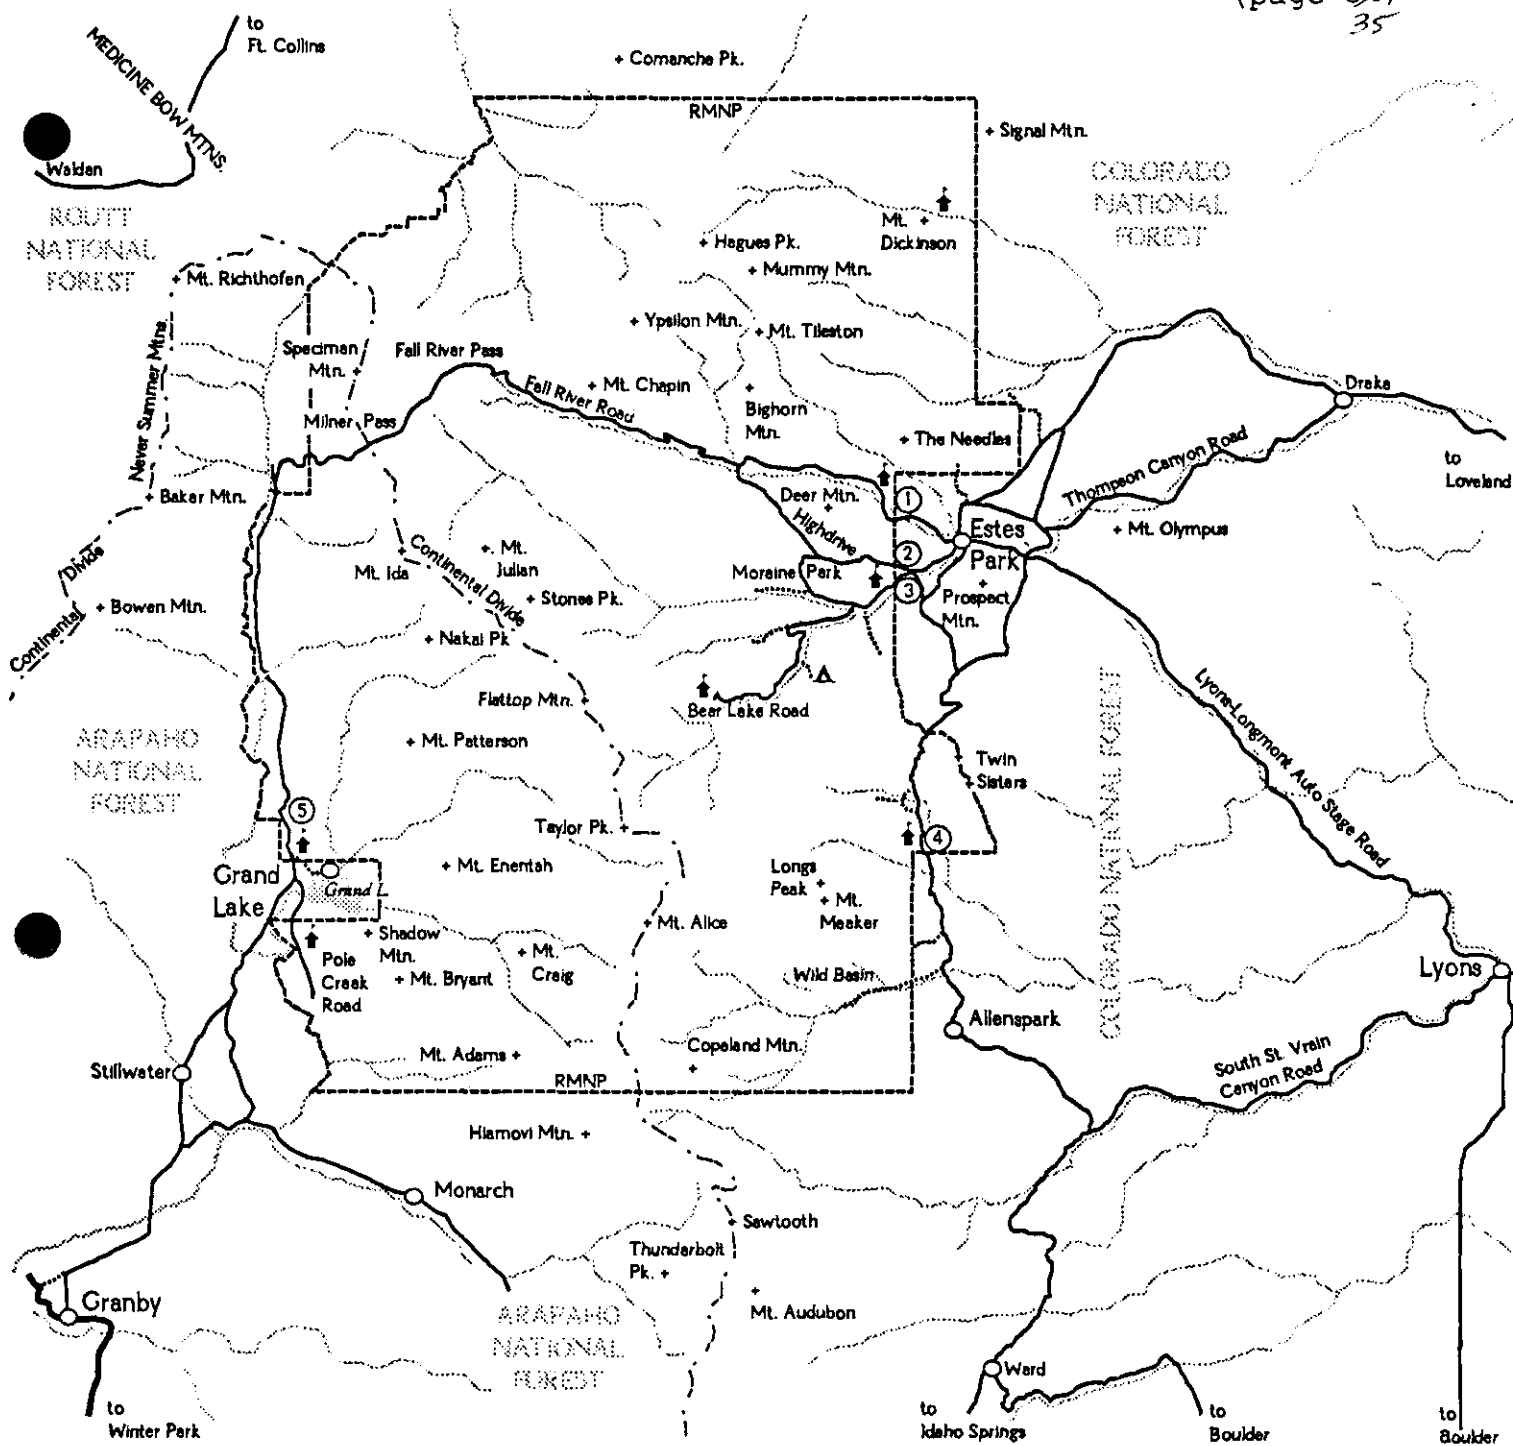 (page
35
to
Ft. Collins
MEDICINE BOW MTNS.
Walden
Comanche Pk.
RMNP
Signal Mtn.
COLORADO
NATIONAL
FOREST
ROUTT
NATIONAL
FOREST
Mt.
Dickinson
Hagues Pk.
Mummy Mtn.
Mt. Richthofen
Never Summer Mtns.
Ypsilon Mtn.
Mt. Tileston
Specimen
Mtn.
Fall River Pass
Mt. Chapin
Fall River Road
Bighorn
Mtn.
Milner Pass
The Needles
Drake
to
Loveland
Thompson Canyon Road
Baker Mtn.
Deer Mtn.
Highdrive
1
Estes
Park
Mt. Olympus
2
Mt. Ida
Mt.
Julian
Continental Divide
Moraine Park
3
Prospect
Mtn.
Divide
Continental
Bowen Mtn.
Stones Pk.
Nakai Pk
Flattop Mtn.
Bear Lake Road
Lyons-Longmont Auto Stage Road
COLORADO NATIONAL FOREST
ARAPAHO
NATIONAL
FOREST
Mt. Patterson
Twin
Sisters
5
Taylor Pk.
4
Grand
Lake
Grand L.
Mt. Enentah
Longs
Peak
Mt.
Meeker
Mt. Alice
Shadow
Mtn.
Pole
Creek
Road
Mt. Bryant
Mt.
Craig
Wild Basin
Lyons
Allenspark
Copeland Mtn.
Mt. Adams
RMNP
Stillwater
South St. Vrain
Canyon Road
Hiamovi Mtn.
Monarch
Sawtooth
Thunderbolt
Pk.
Mt. Audubon
Granby
ARAPAHO
NATIONAL
FOREST
Ward
to
Winter Park
to
Idaho Springs
to
Boulder
to
Boulder